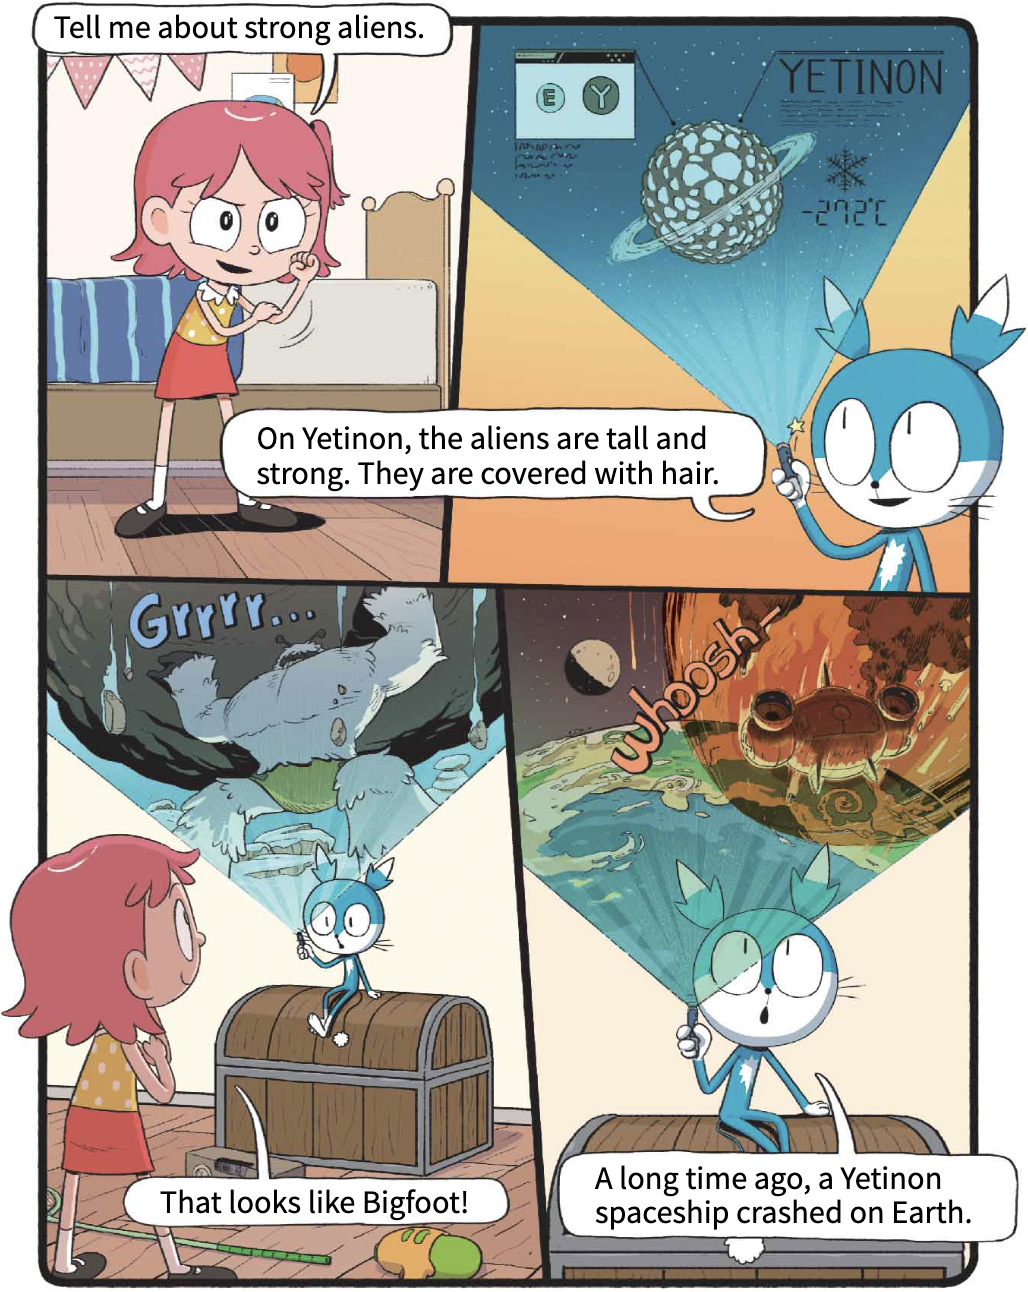 Tell me about strong aliens.
E Y
YETINON
-272°C
On Yetinon, the aliens are tall and
strong. They are covered with hair.
Grrrr...
That looks like Bigfoot!
whoosh-
A long time ago, a Yetinon
spaceship crashed on Earth.